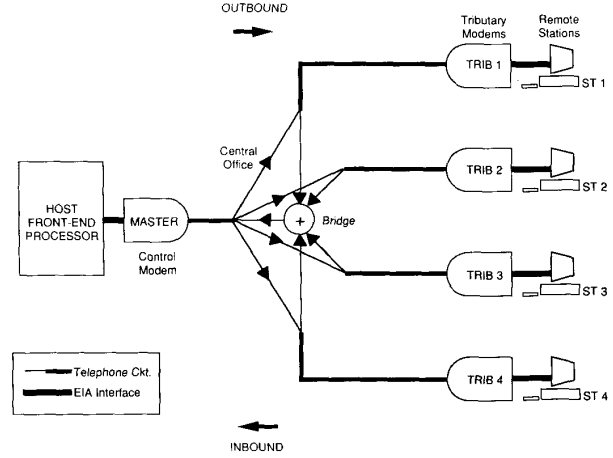 OUTBOUND
Tributary
Modems
Remote
Stations
TRIB 1
ST 1
Central
Office
TRIB 2
ST 2
HOST
FRONT-END
PROCESSOR
MASTER
+
Bridge
Control
Modem
TRIB 3
ST 3
Telephone Ckt.
EIA Interface
TRIB 4
ST 4
INBOUND